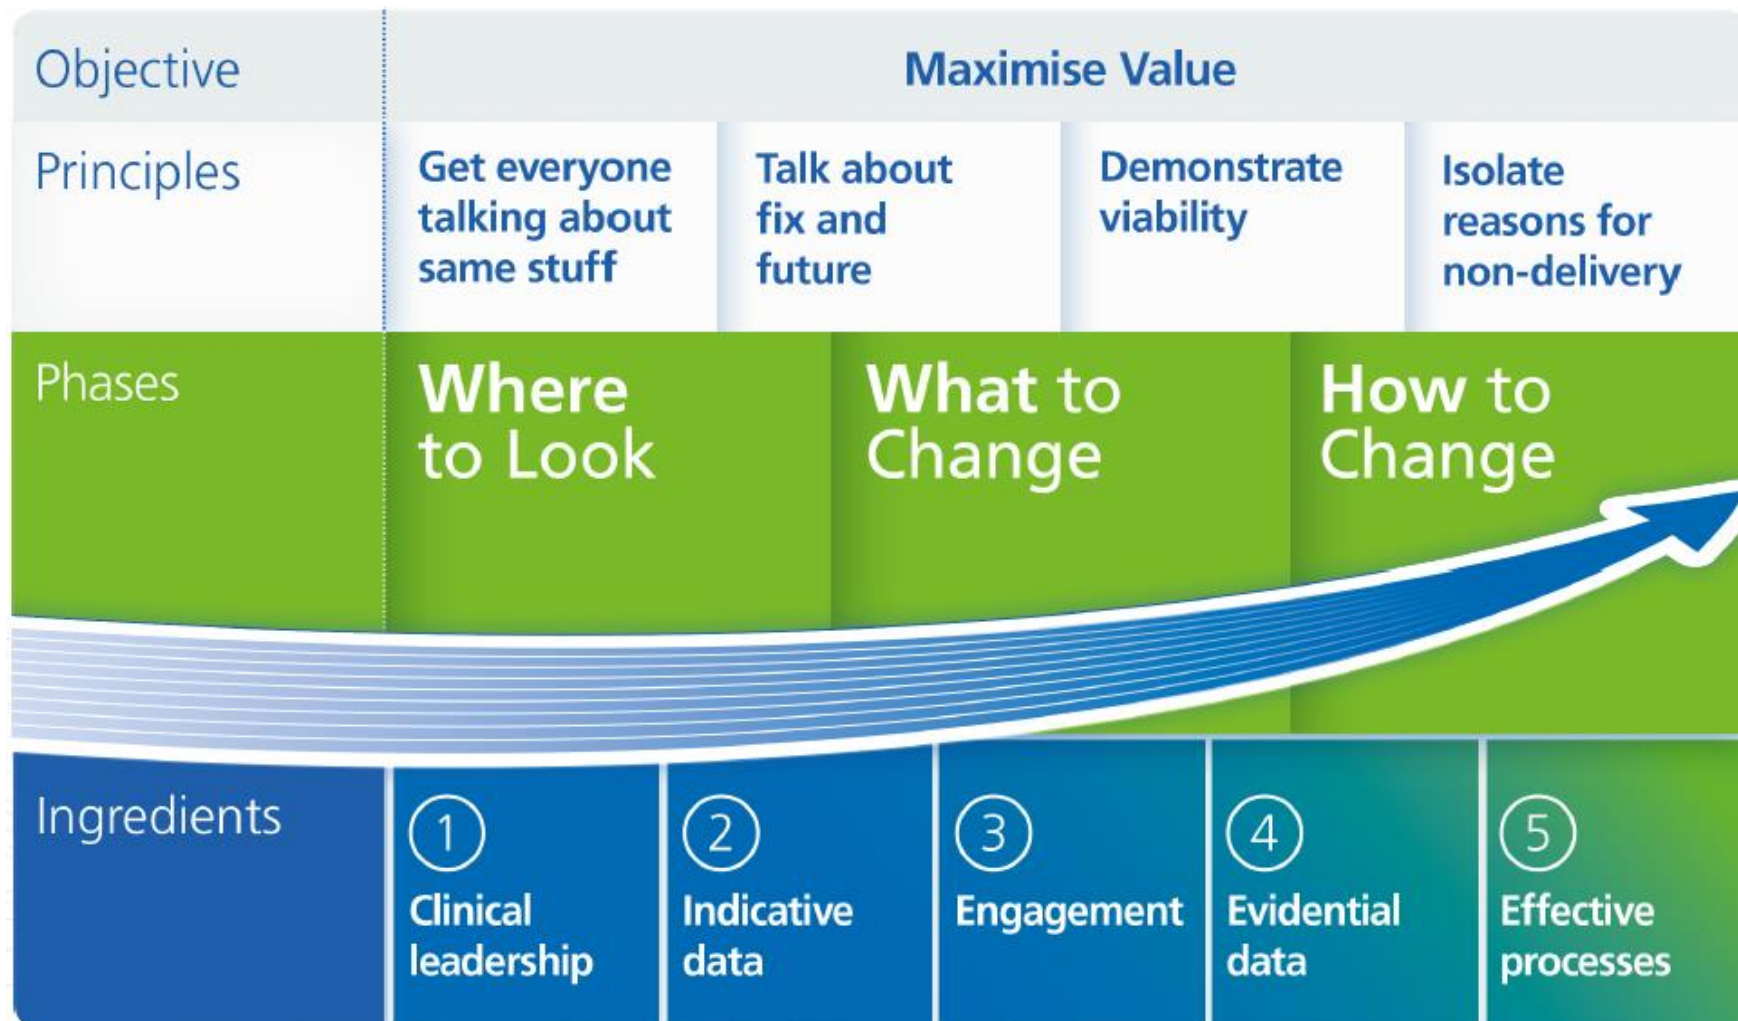 Objective
Maximise Value
Principles
Get everyone
talking about
same stuff
Talk about
fix and
future
Demonstrate
viability
Isolate
reasons for
non-delivery
Phases
Where
to Look
What to
Change
How to
Change
Ingredients
1
Clinical
leadership
2
Indicative
data
3
Engagement
4
Evidential
data
5
Effective
processes